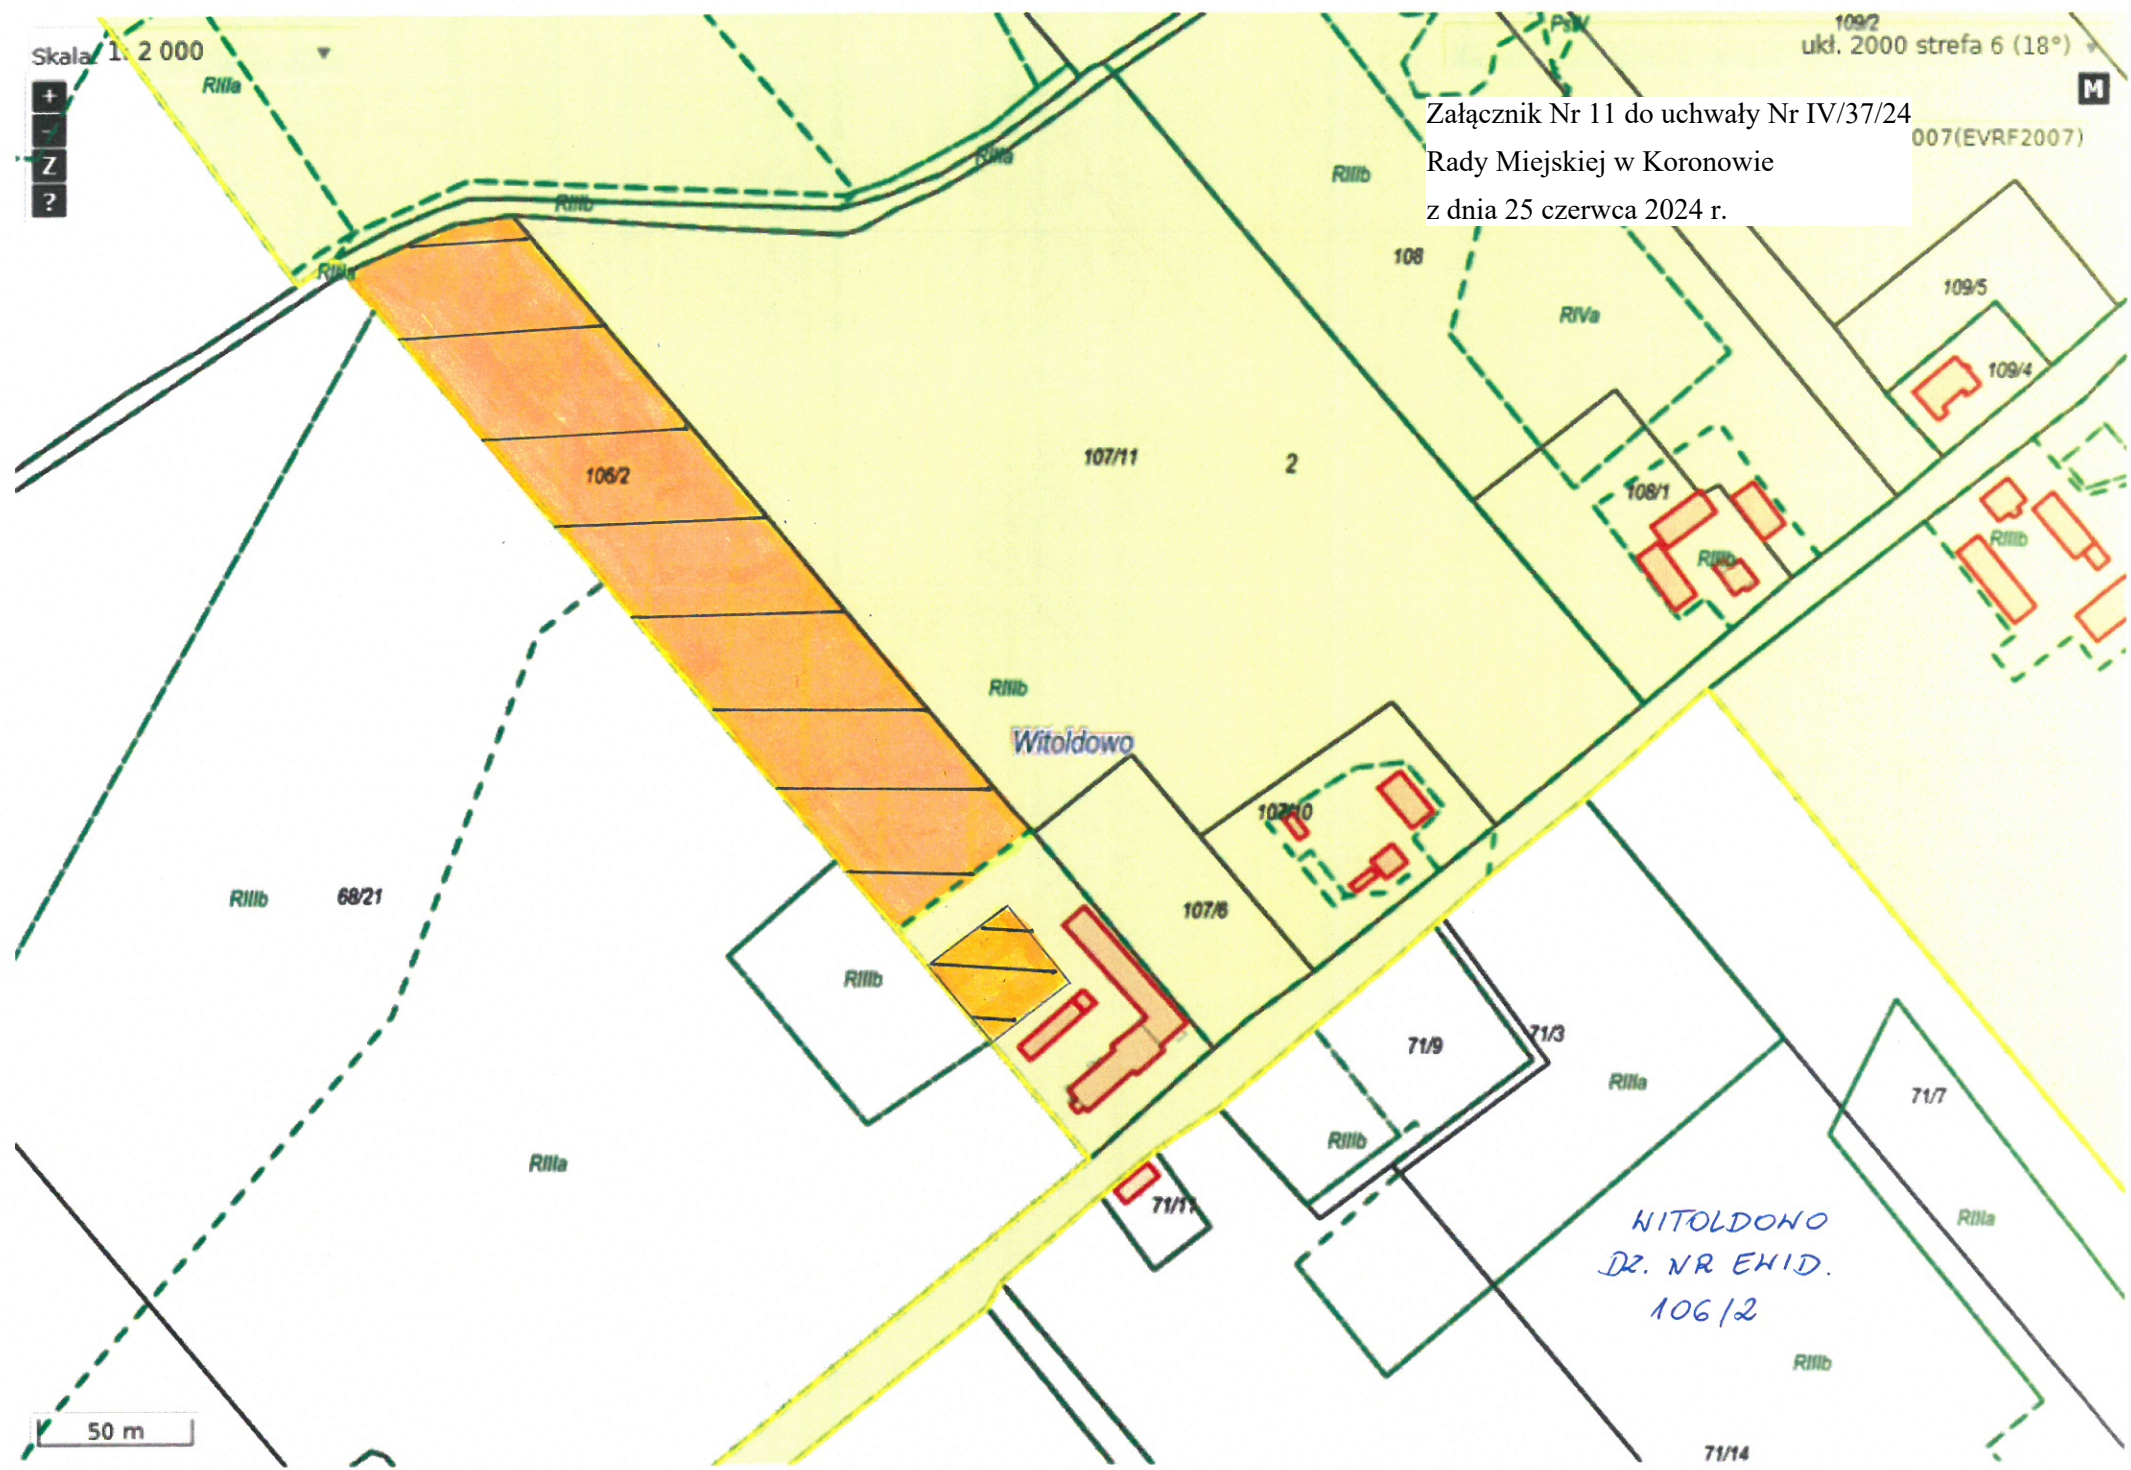 109/2
PsIV
Skala 1: 2 000
ukł. 2000 strefa 6 (18°)
RIIIa
+
-
Z
?
M
Załącznik Nr 11 do uchwały Nr IV/37/24
007(EVRF2007)
Rady Miejskiej w Koronowie
z dnia 25 czerwca 2024 r.
RIIIa
RIIIb
RIIIb
108
RIIIa
109/5
RIVa
109/4
107/11
2
106/2
108/1
RIIIb
RIIIb
RIIIb
Witoldowo
107/10
RIIIb
68/21
107/6
RIIIb
71/9
71/3
RIIIa
71/7
RIIIb
RIIIa
71/11
WITOLDOWO
DZ. NR EWID.
106/2
RIIIa
RIIIb
50 m
71/14